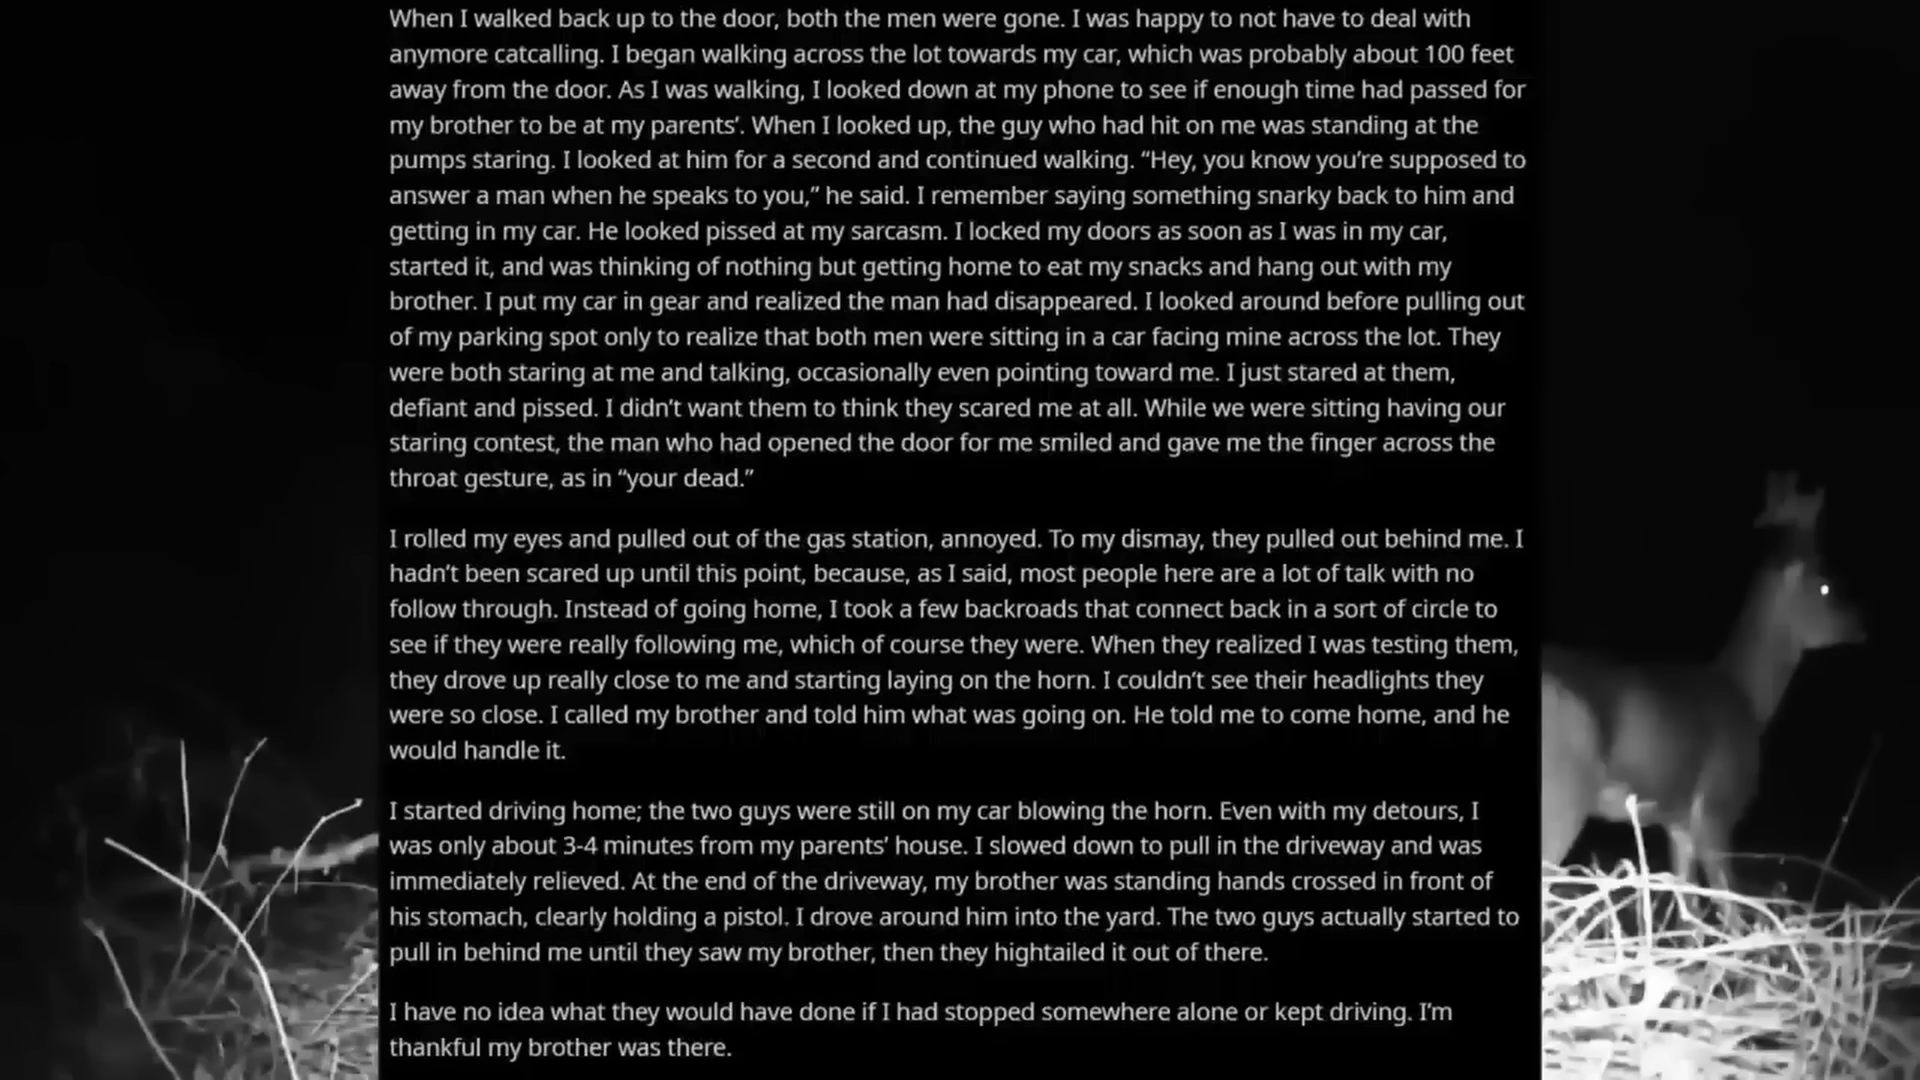 When I walked back up to the door, both the men were gone. I was happy to not have to deal with
anymore catcalling. I began walking across the lot towards my car, which was probably about 100 feet
away from the door. As I was walking, I looked down at my phone to see if enough time had passed for
my brother to be at my parents’. When I looked up, the guy who had hit on me was standing at the
pumps staring. I looked at him for a second and continued walking. “Hey, you know you’re supposed to
answer a man when he speaks to you,” he said. I remember saying something snarky back to him and
getting in my car. He looked pissed at my sarcasm. I locked my doors as soon as I was in my car,
started it, and was thinking of nothing but getting home to eat my snacks and hang out with my
brother. I put my car in gear and realized the man had disappeared. I looked around before pulling out
of my parking spot only to realize that both men were sitting in a car facing mine across the lot. They
were both staring at me and talking, occasionally even pointing toward me. I just stared at them,
defiant and pissed. I didn’t want them to think they scared me at all. While we were sitting having our
staring contest, the man who had opened the door for me smiled and gave me the finger across the
throat gesture, as in “your dead.”
I rolled my eyes and pulled out of the gas station, annoyed. To my dismay, they pulled out behind me. I
hadn’t been scared up until this point, because, as I said, most people here are a lot of talk with no
follow through. Instead of going home, I took a few backroads that connect back in a sort of circle to
see if they were really following me, which of course they were. When they realized I was testing them,
they drove up really close to me and starting laying on the horn. I couldn’t see their headlights they
were so close. I called my brother and told him what was going on. He told me to come home, and he
would handle it.
I started driving home; the two guys were still on my car blowing the horn. Even with my detours, I
was only about 3-4 minutes from my parents’ house. I slowed down to pull in the driveway and was
immediately relieved. At the end of the driveway, my brother was standing hands crossed in front of
his stomach, clearly holding a pistol. I drove around him into the yard. The two guys actually started to
pull in behind me until they saw my brother, then they hightailed it out of there.
I have no idea what they would have done if I had stopped somewhere alone or kept driving. I’m
thankful my brother was there.